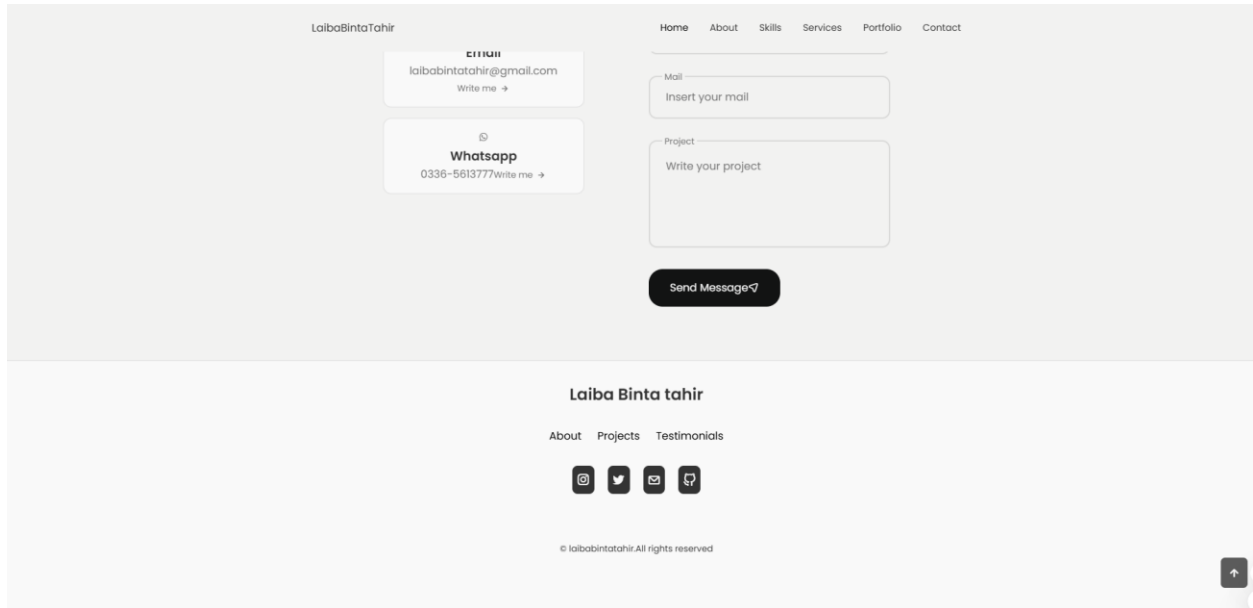 LaibaBintaTahir
Home About Skills Services Portfolio Contact
Email
laibabintatahir@gmail.com
Write me →
Whatsapp
0336-5613777Write me →
Mail
Insert your mail
Project
Write your project
Send Message
Laiba Binta tahir
About Projects Testimonials
© laibabintatahir.All rights reserved